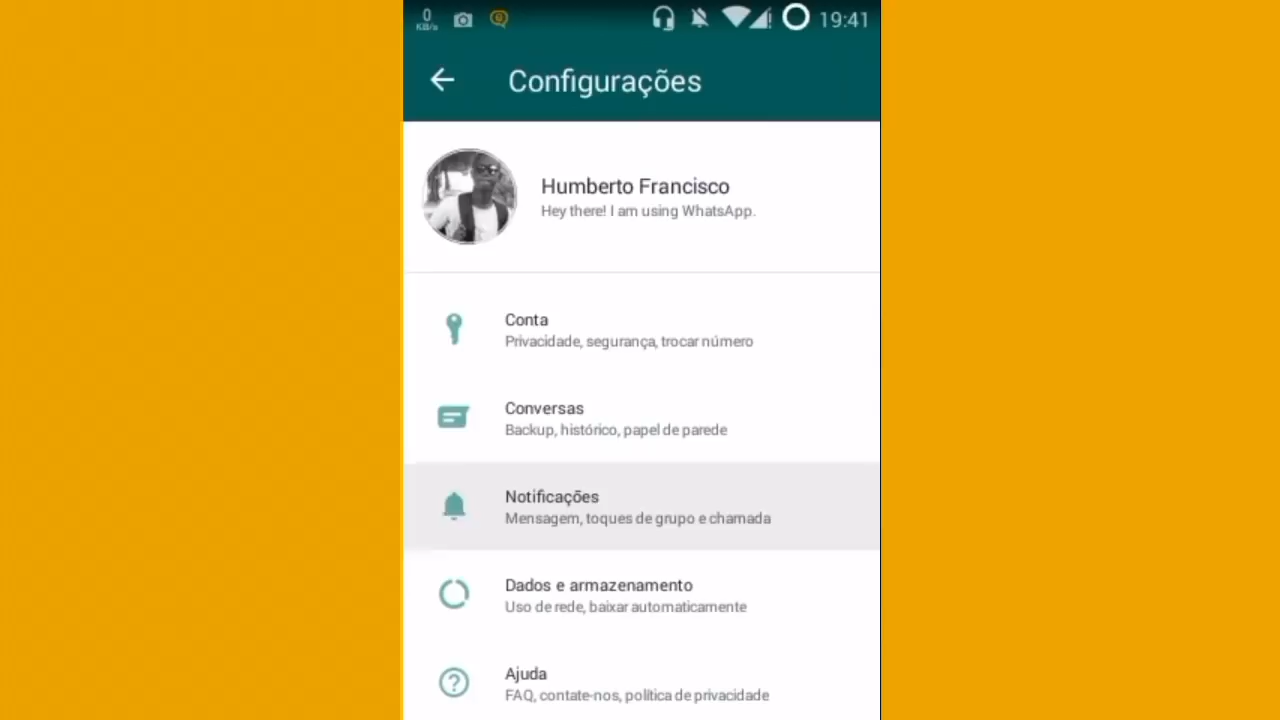 0
KB/s
19:41
Configurações
Humberto Francisco
Hey there! I am using WhatsApp.
Conta
Privacidade, segurança, trocar número
Conversas
Backup, histórico, papel de parede
Notificações
Mensagem, toques de grupo e chamada
Dados e armazenamento
Uso de rede, baixar automaticamente
Ajuda
FAQ, contate-nos, política de privacidade